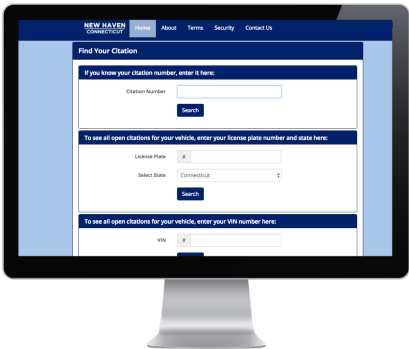 NEW HAVEN
CONNECTICUT
Home About Terms Security Contact Us
Find Your Citation
If you know your citation number, enter it here:
Citation Number
Search
To see all open citations for your vehicle, enter your license plate number and state here:
License Plate #
Select State Connecticut
Search
To see all open citations for your vehicle, enter your VIN number here:
VIN #